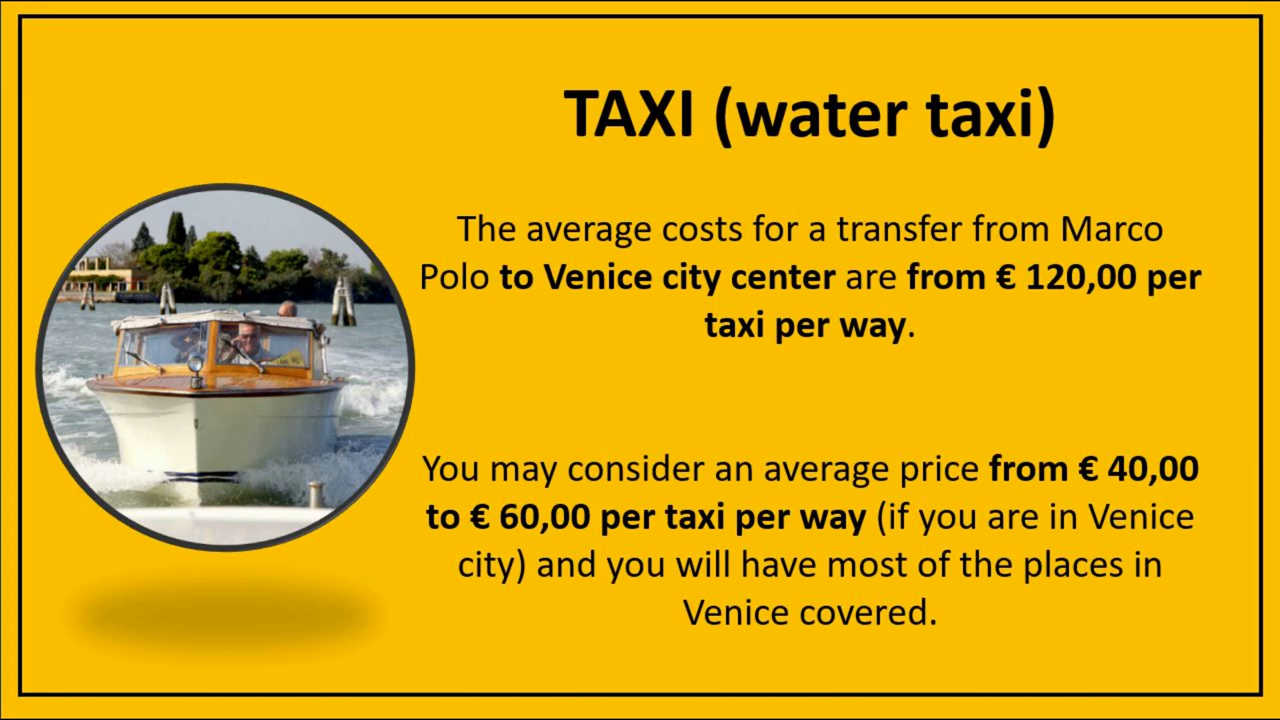 TAXI (water taxi)
The average costs for a transfer from Marco
Polo to Venice city center are from € 120,00 per
taxi per way.
You may consider an average price from € 40,00
to € 60,00 per taxi per way (if you are in Venice
city) and you will have most of the places in
Venice covered.